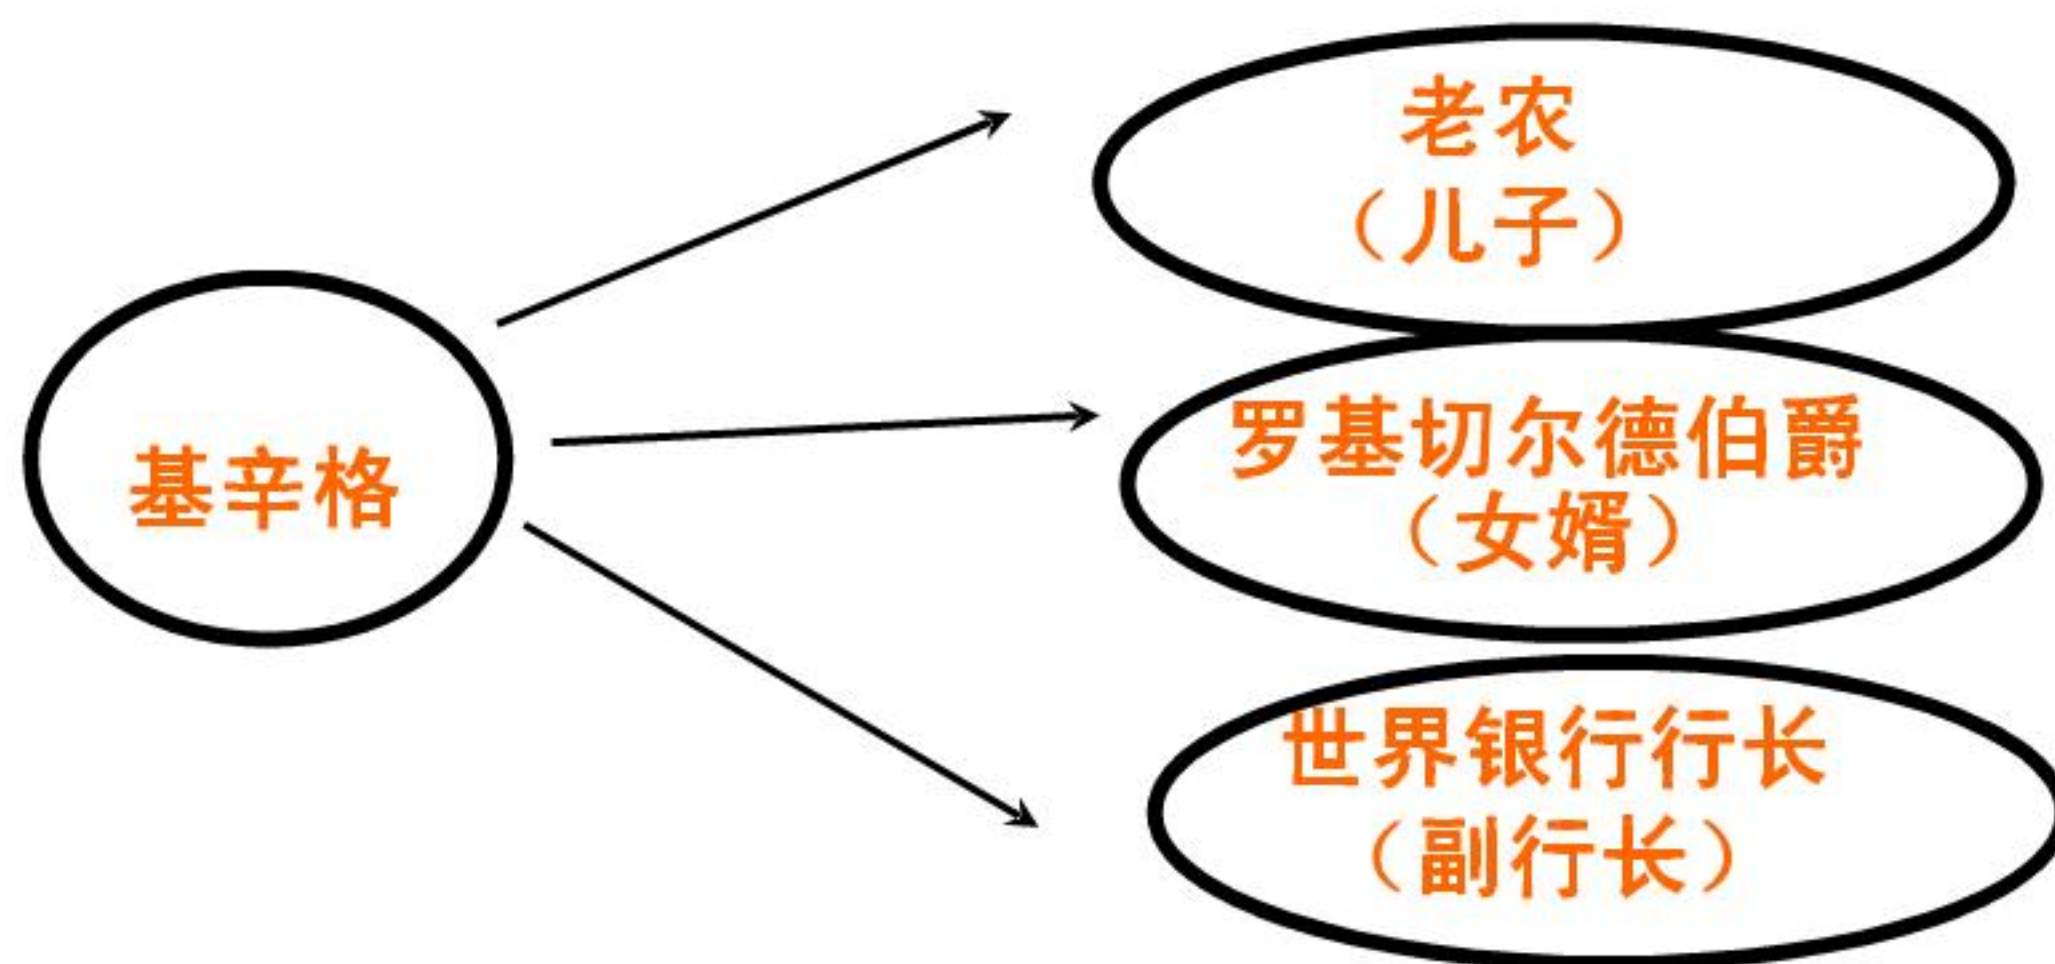 基辛格
老农
（儿子）
罗基切尔德伯爵
（女婿）
世界银行行长
（副行长）